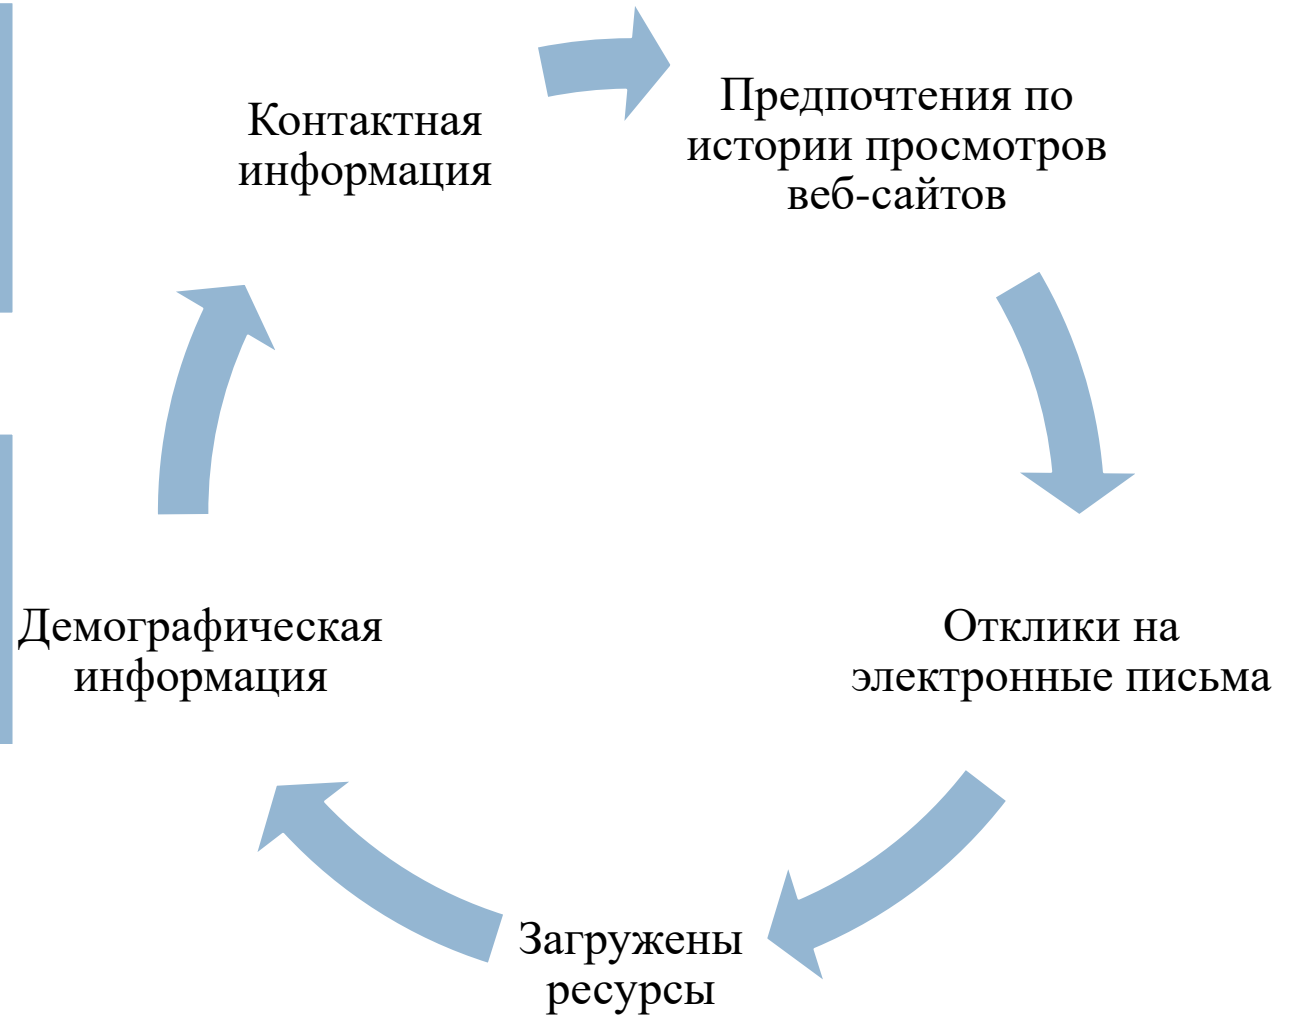 Контактная
информация
Предпочтения по
истории просмотров
веб-сайтов
Отклики на
электронные письма
Загружены
ресурсы
Демографическая
информация